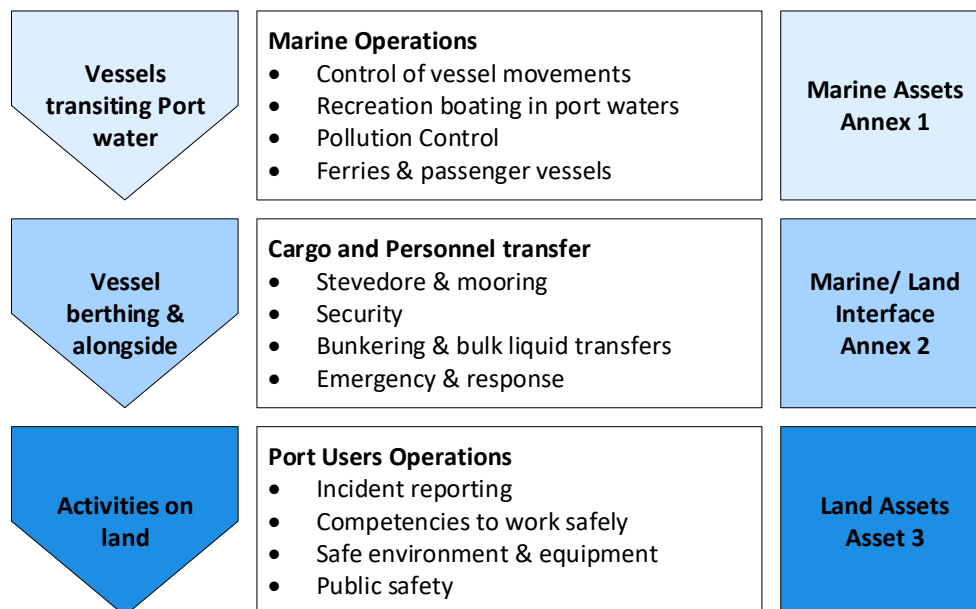 Vessels
transiting Port
water
Marine Operations
• Control of vessel movements
• Recreation boating in port waters
• Pollution Control
• Ferries & passenger vessels
Marine Assets
Annex 1
Vessel
berthing &
alongside
Cargo and Personnel transfer
• Stevedore & mooring
• Security
• Bunkering & bulk liquid transfers
• Emergency & response
Marine/ Land
Interface
Annex 2
Activities on
land
Port Users Operations
• Incident reporting
• Competencies to work safely
• Safe environment & equipment
• Public safety
Land Assets
Asset 3